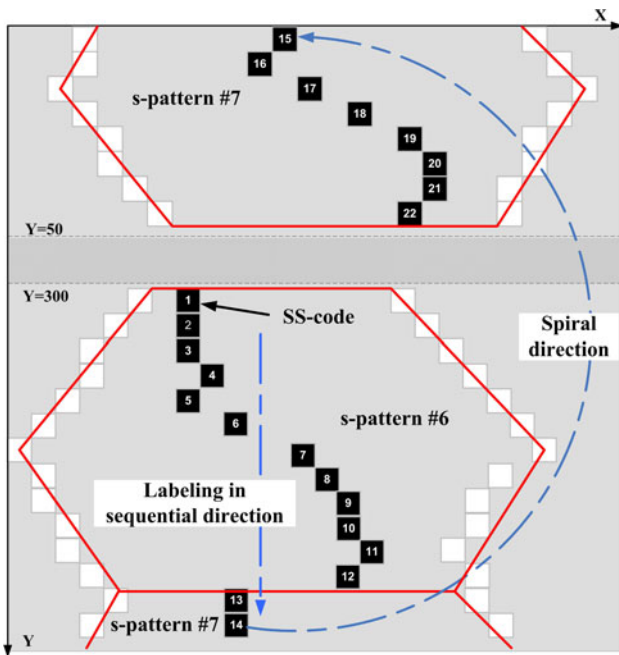 X
15
16
s-pattern #7
17
18
19
20
21
22
Y=50
Y=300
1
SS-code
2
3
4
5
6
Spiral
direction
s-pattern #6
7
8
Labeling in
sequential direction
9
10
11
12
13
s-pattern #7
14
Y